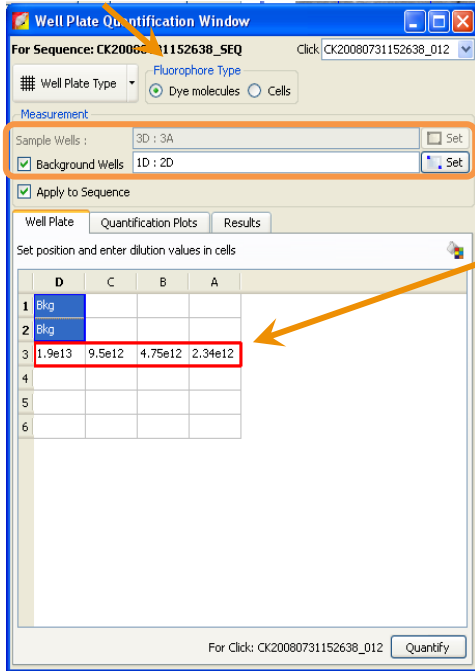 Well Plate Quantification Window
For Sequence: CK20080731152638_SEQ Click CK20080731152638_012
Well Plate Type
Fluorophore Type
Dye molecules Cells
Measurement
Sample Wells : 3D : 3A Set
Background Wells 1D : 2D Set
Apply to Sequence
Well Plate Quantification Plots Results
Set position and enter dilution values in cells
D C B A
1 Bkg
2 Bkg
3 1.9e13 9.5e12 4.75e12 2.34e12
4
5
6
For Click: CK20080731152638_012 Quantify